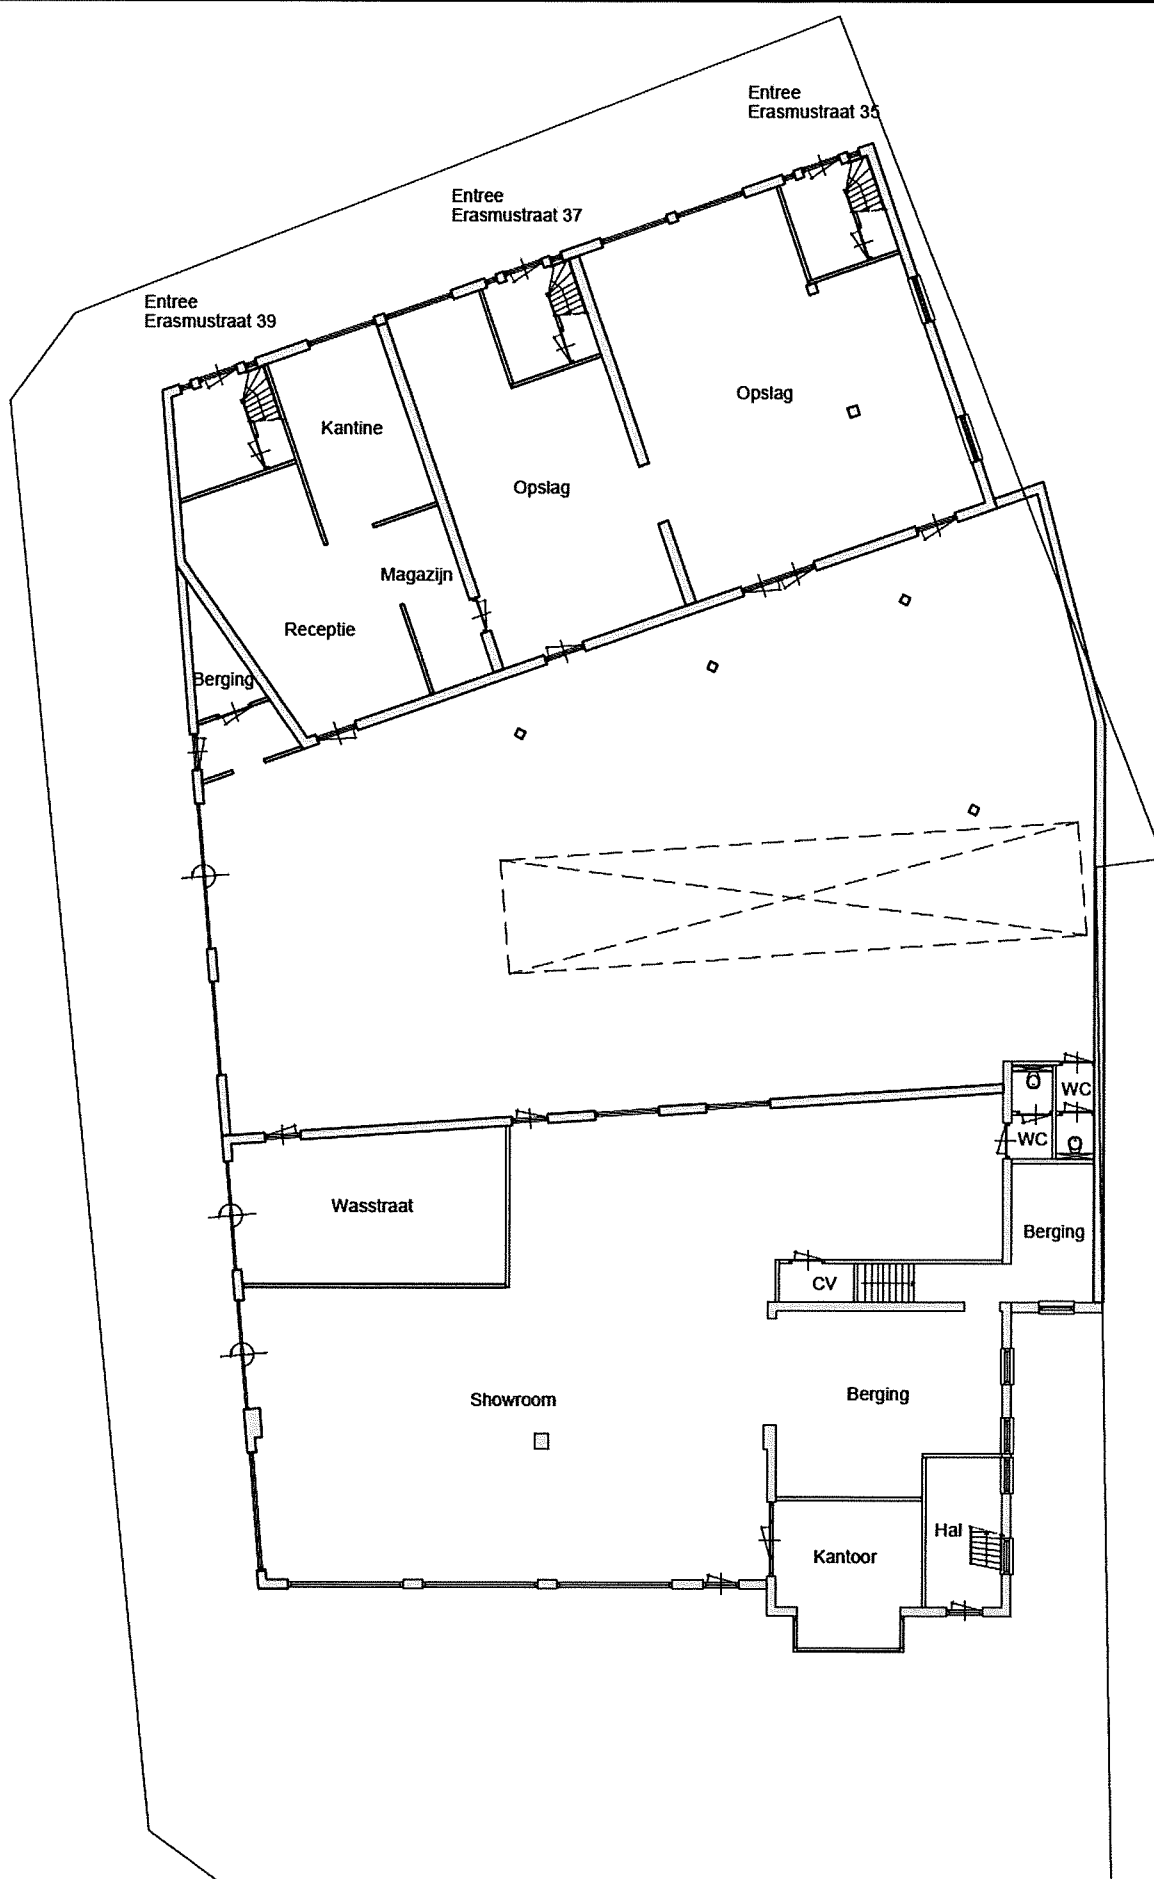 Entree
Erasmustraat 35
Entree
Erasmustraat 37
Entree
Erasmustraat 39
Opslag
Kantine
Opslag
Magazijn
Receptie
Berging
WC
WC
Wasstraat
Berging
CV
Showroom
Berging
Hal
Kantoor